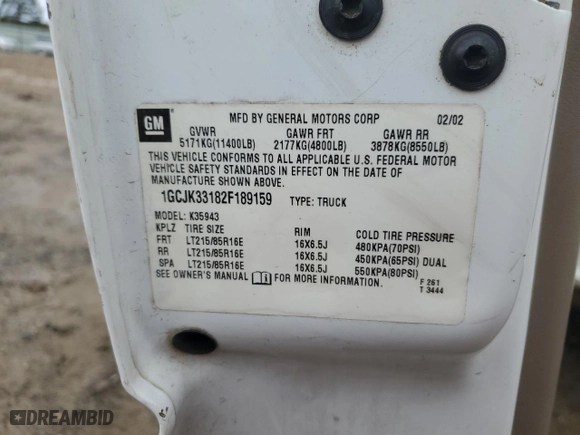 GM
MFD BY GENERAL MOTORS CORP 02/02
GVWR GAWR FRT GAWR RR
5171KG(11400LB) 2177KG(4800LB) 3878KG(8550LB)
THIS VEHICLE CONFORMS TO ALL APPLICABLE U.S. FEDERAL MOTOR
VEHICLE SAFETY STANDARDS IN EFFECT ON THE DATE OF
MANUFACTURE SHOWN ABOVE.
1GCJK33182F189159 TYPE: TRUCK
MODEL: K35943
KPLZ TIRE SIZE RIM COLD TIRE PRESSURE
FRT LT215/85R16E 16X6.5J 480KPA(70PSI)
RR LT215/85R16E 16X6.5J 450KPA(65PSI) DUAL
SPA LT215/85R16E 16X6.5J 550KPA(80PSI)
SEE OWNER'S MANUAL FOR MORE INFORMATION.
F 261
T 3444
DREAMBID